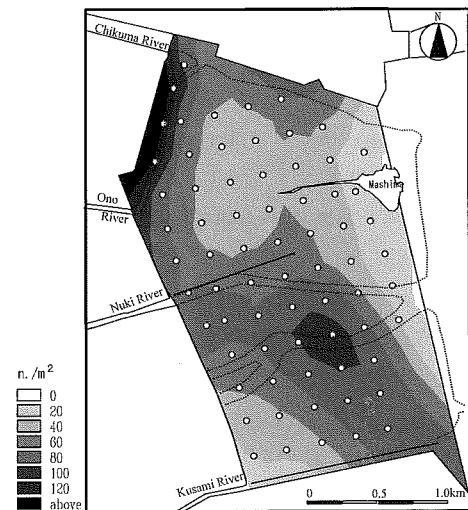 N
Chikuma River
Mashima
Ono
River
Nuki River
n./m²
0
20
40
60
80
100
120
above
Kusami River
0 0.5 1.0km